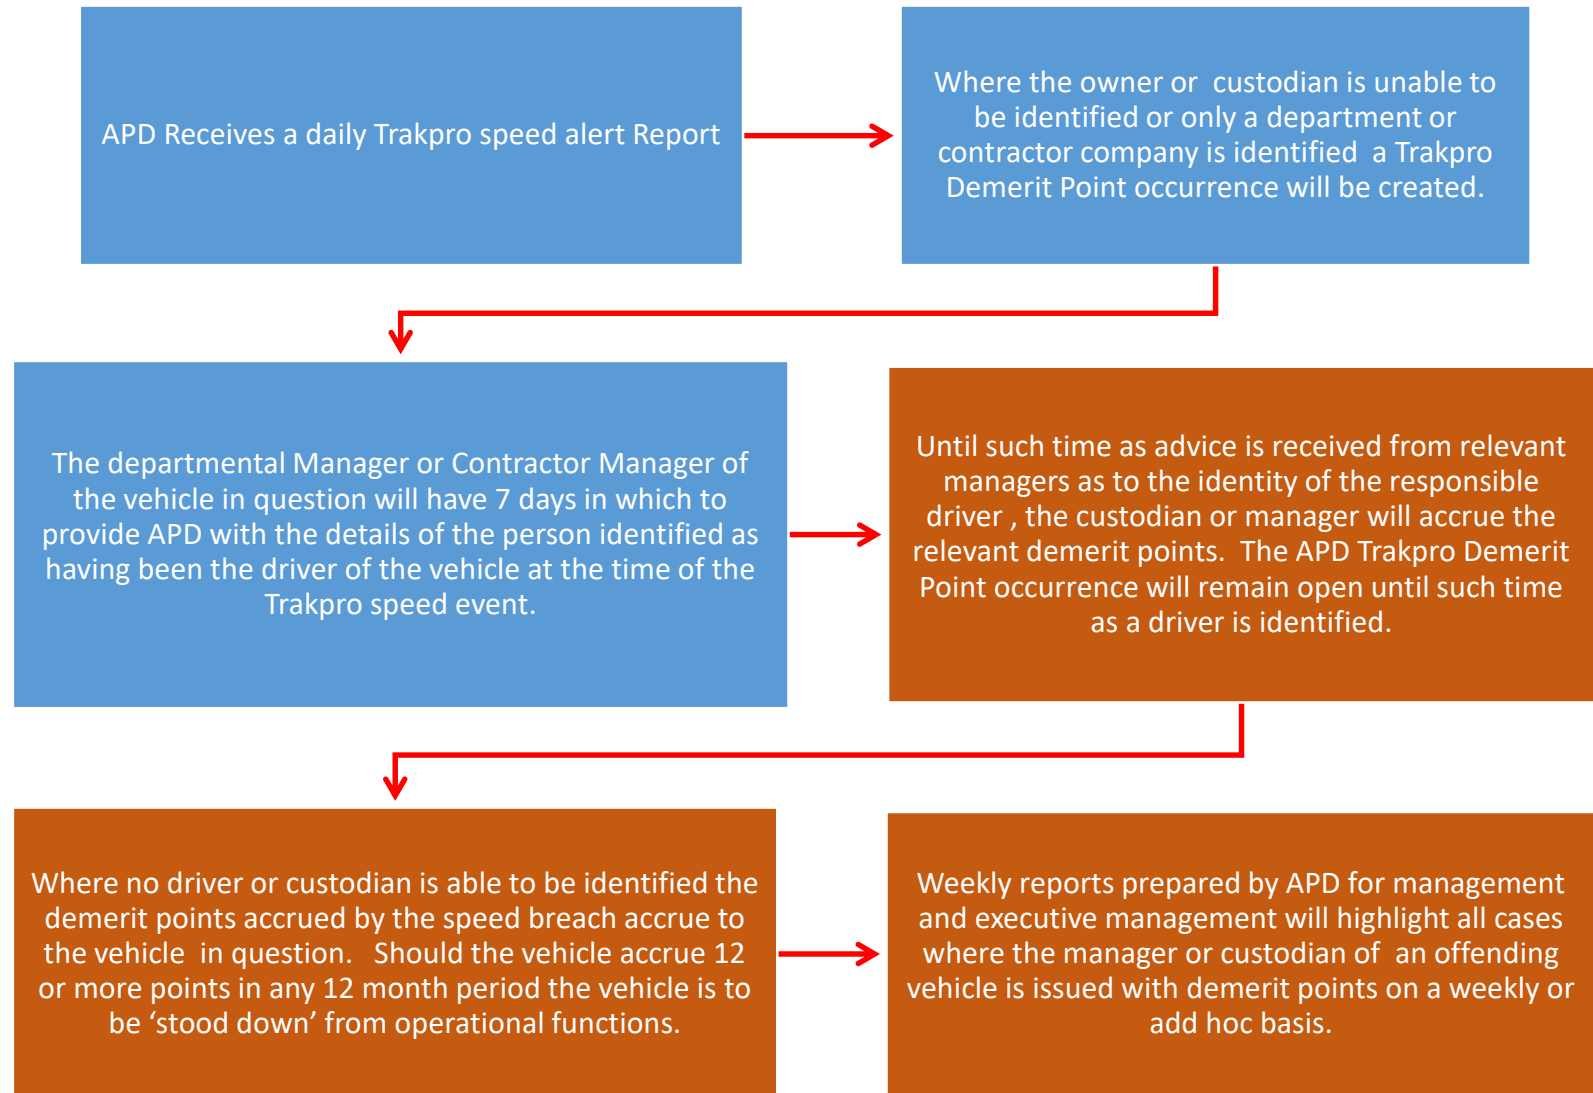 APD Receives a daily Trakpro speed alert Report
Where the owner or custodian is unable to
be identified or only a department or
contractor company is identified a Trakpro
Demerit Point occurrence will be created.
The departmental Manager or Contractor Manager of
the vehicle in question will have 7 days in which to
provide APD with the details of the person identified as
having been the driver of the vehicle at the time of the
Trakpro speed event.
Until such time as advice is received from relevant
managers as to the identity of the responsible
driver , the custodian or manager will accrue the
relevant demerit points. The APD Trakpro Demerit
Point occurrence will remain open until such time
as a driver is identified.
Where no driver or custodian is able to be identified the
demerit points accrued by the speed breach accrue to
the vehicle in question. Should the vehicle accrue 12
or more points in any 12 month period the vehicle is to
be ‘stood down’ from operational functions.
Weekly reports prepared by APD for management
and executive management will highlight all cases
where the manager or custodian of an offending
vehicle is issued with demerit points on a weekly or
add hoc basis.